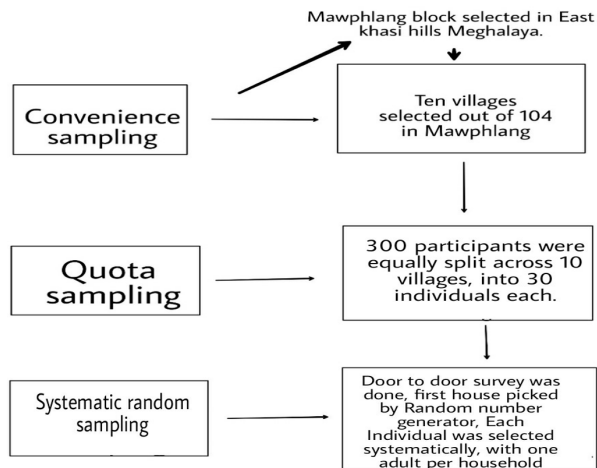 Mawphlang block selected in East
khasi hills Meghalaya.
Convenience
sampling
Ten villages
selected out of 104
in Mawphlang
Quota
sampling
300 participants were
equally split across 10
villages, into 30
individuals each.
Systematic random
sampling
Door to door survey was
done, first house picked
by Random number
generator, Each
Individual was selected
systematically, with one
adult per household